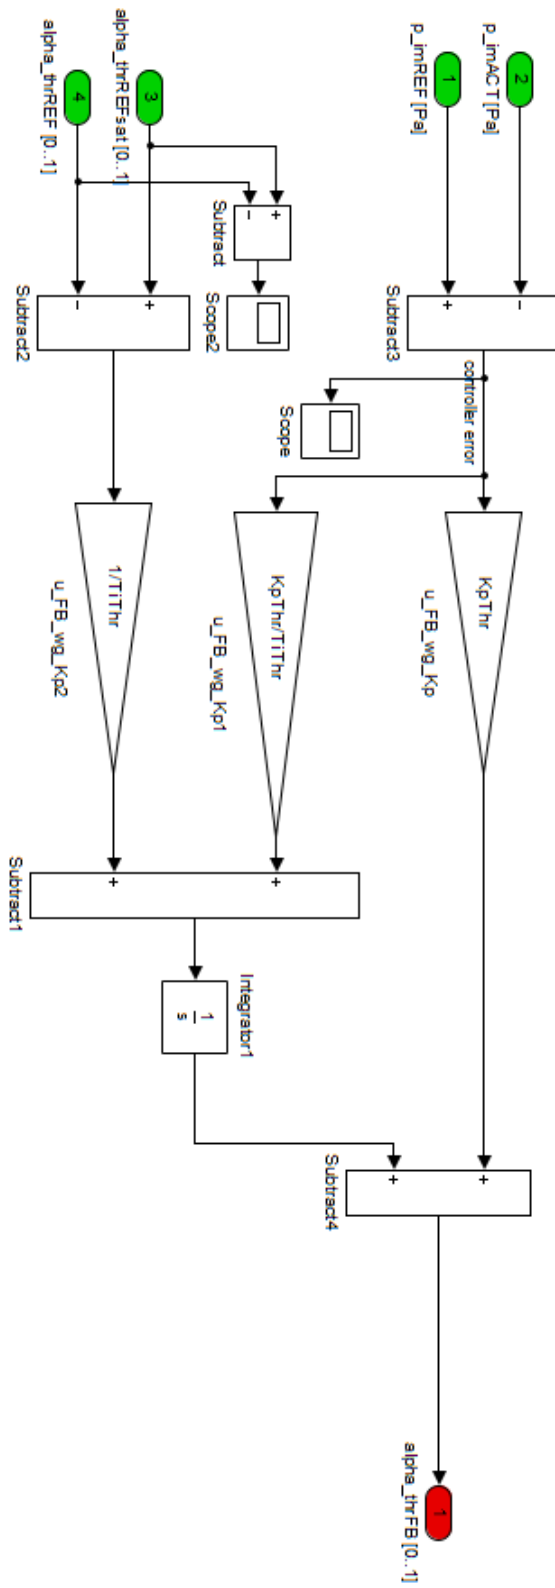 2
p_imACT [Pa]
1
p_imREF [Pa]
3
alpha_thrREFsat [0..1]
4
alpha_thrREF [0..1]
+
−
Subtract
Scope2
−
+
Subtract3
+
−
Subtract2
controller error
Scope
KpThr
u_FB_wg_Kp
KpThr/TiThr
u_FB_wg_Kp1
1/TiThr
u_FB_wg_Kp2
+
+
Subtract1
1
s
Integrator1
+
+
Subtract4
1
alpha_thrFB [0..1]